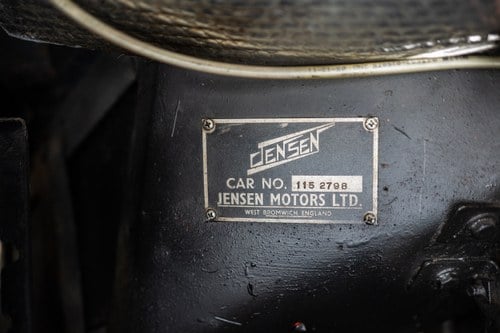 JENSEN
CAR NO. 115 2798
JENSEN MOTORS LTD.
WEST BROMWICH, ENGLAND